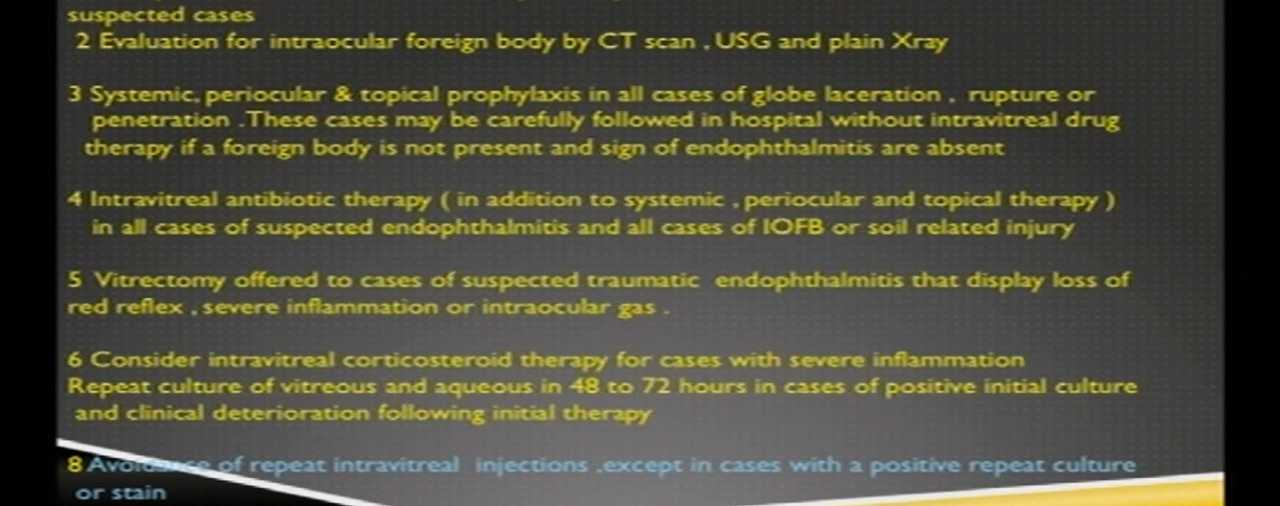 suspected cases
2 Evaluation for intraocular foreign body by CT scan , USG and plain Xray
3 Systemic, periocular & topical prophylaxis in all cases of globe laceration , rupture or
penetration .These cases may be carefully followed in hospital without intravitreal drug
therapy if a foreign body is not present and sign of endophthalmitis are absent
4 Intravitreal antibiotic therapy ( in addition to systemic , periocular and topical therapy )
in all cases of suspected endophthalmitis and all cases of IOFB or soil related injury
5 Vitrectomy offered to cases of suspected traumatic endophthalmitis that display loss of
red reflex , severe inflammation or intraocular gas .
6 Consider intravitreal corticosteroid therapy for cases with severe inflammation
Repeat culture of vitreous and aqueous in 48 to 72 hours in cases of positive initial culture
and clinical deterioration following initial therapy
8 Avoidance of repeat intravitreal injections ,except in cases with a positive repeat culture
or stain